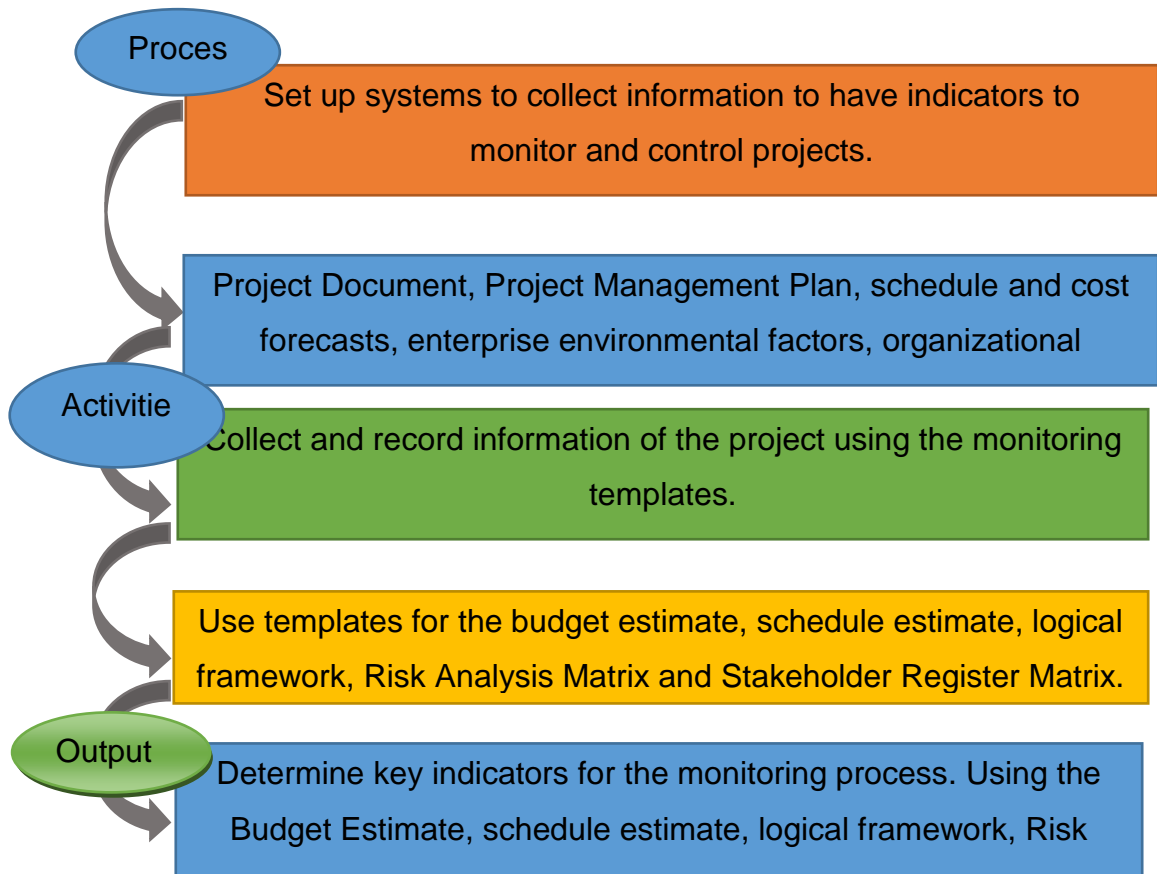 Proces
Set up systems to collect information to have indicators to
monitor and control projects.
Project Document, Project Management Plan, schedule and cost
forecasts, enterprise environmental factors, organizational
Activitie
Collect and record information of the project using the monitoring
templates.
Use templates for the budget estimate, schedule estimate, logical
framework, Risk Analysis Matrix and Stakeholder Register Matrix.
Output
Determine key indicators for the monitoring process. Using the
Budget Estimate, schedule estimate, logical framework, Risk